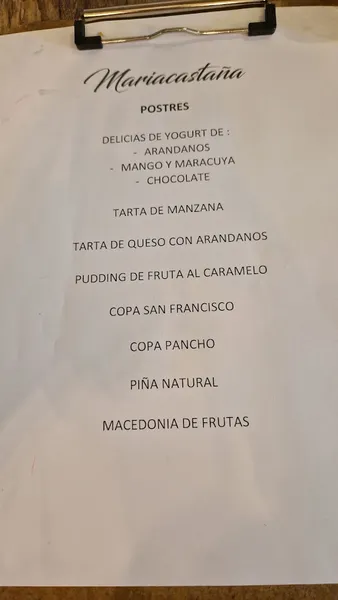 Mariacastaña
POSTRES
DELICIAS DE YOGURT DE :
- ARANDANOS
- MANGO Y MARACUYA
- CHOCOLATE
TARTA DE MANZANA
TARTA DE QUESO CON ARANDANOS
PUDDING DE FRUTA AL CARAMELO
COPA SAN FRANCISCO
COPA PANCHO
PIÑA NATURAL
MACEDONIA DE FRUTAS